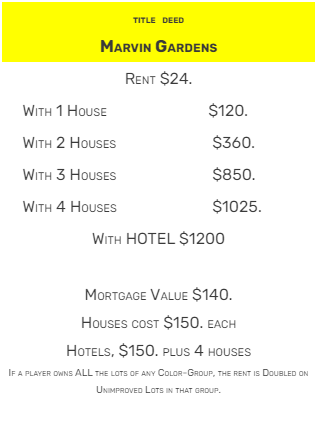 TITLE DEED
MARVIN GARDENS
RENT $24.
WITH 1 HOUSE $120.
WITH 2 HOUSES $360.
WITH 3 HOUSES $850.
WITH 4 HOUSES $1025.
WITH HOTEL $1200
MORTGAGE VALUE $140.
HOUSES COST $150. EACH
HOTELS, $150. PLUS 4 HOUSES
IF A PLAYER OWNS ALL THE LOTS OF ANY COLOR-GROUP, THE RENT IS DOUBLED ON
UNIMPROVED LOTS IN THAT GROUP.